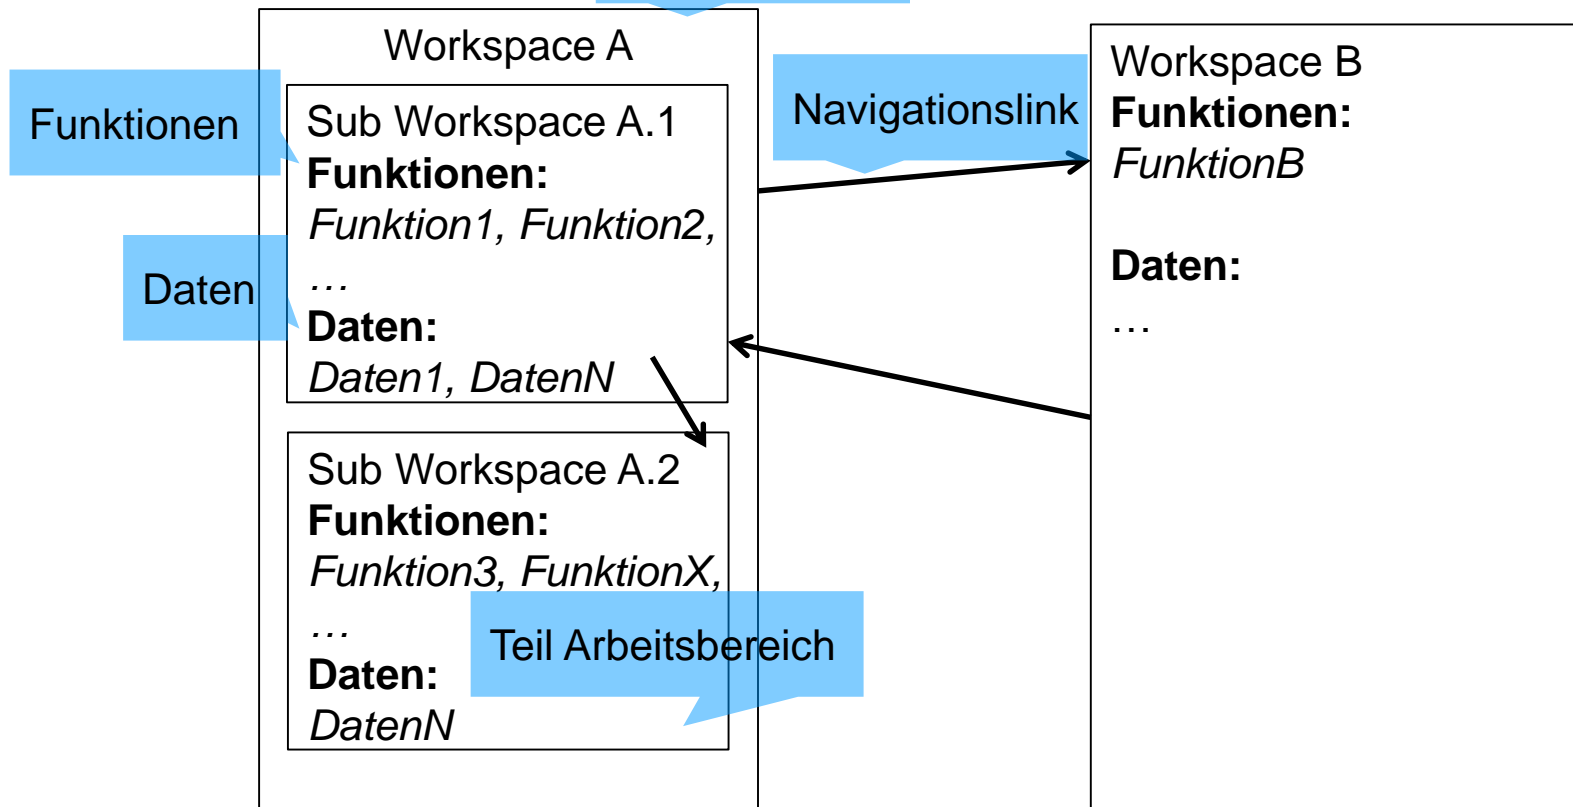 Workspace A
Funktionen
Sub Workspace A.1
Funktionen:
Funktion1, Funktion2,
…
Daten
Daten:
Daten1, DatenN
Sub Workspace A.2
Funktionen:
Funktion3, FunktionX,
…
Teil Arbeitsbereich
Daten:
DatenN
Navigationslink
Workspace B
Funktionen:
FunktionB
Daten:
…